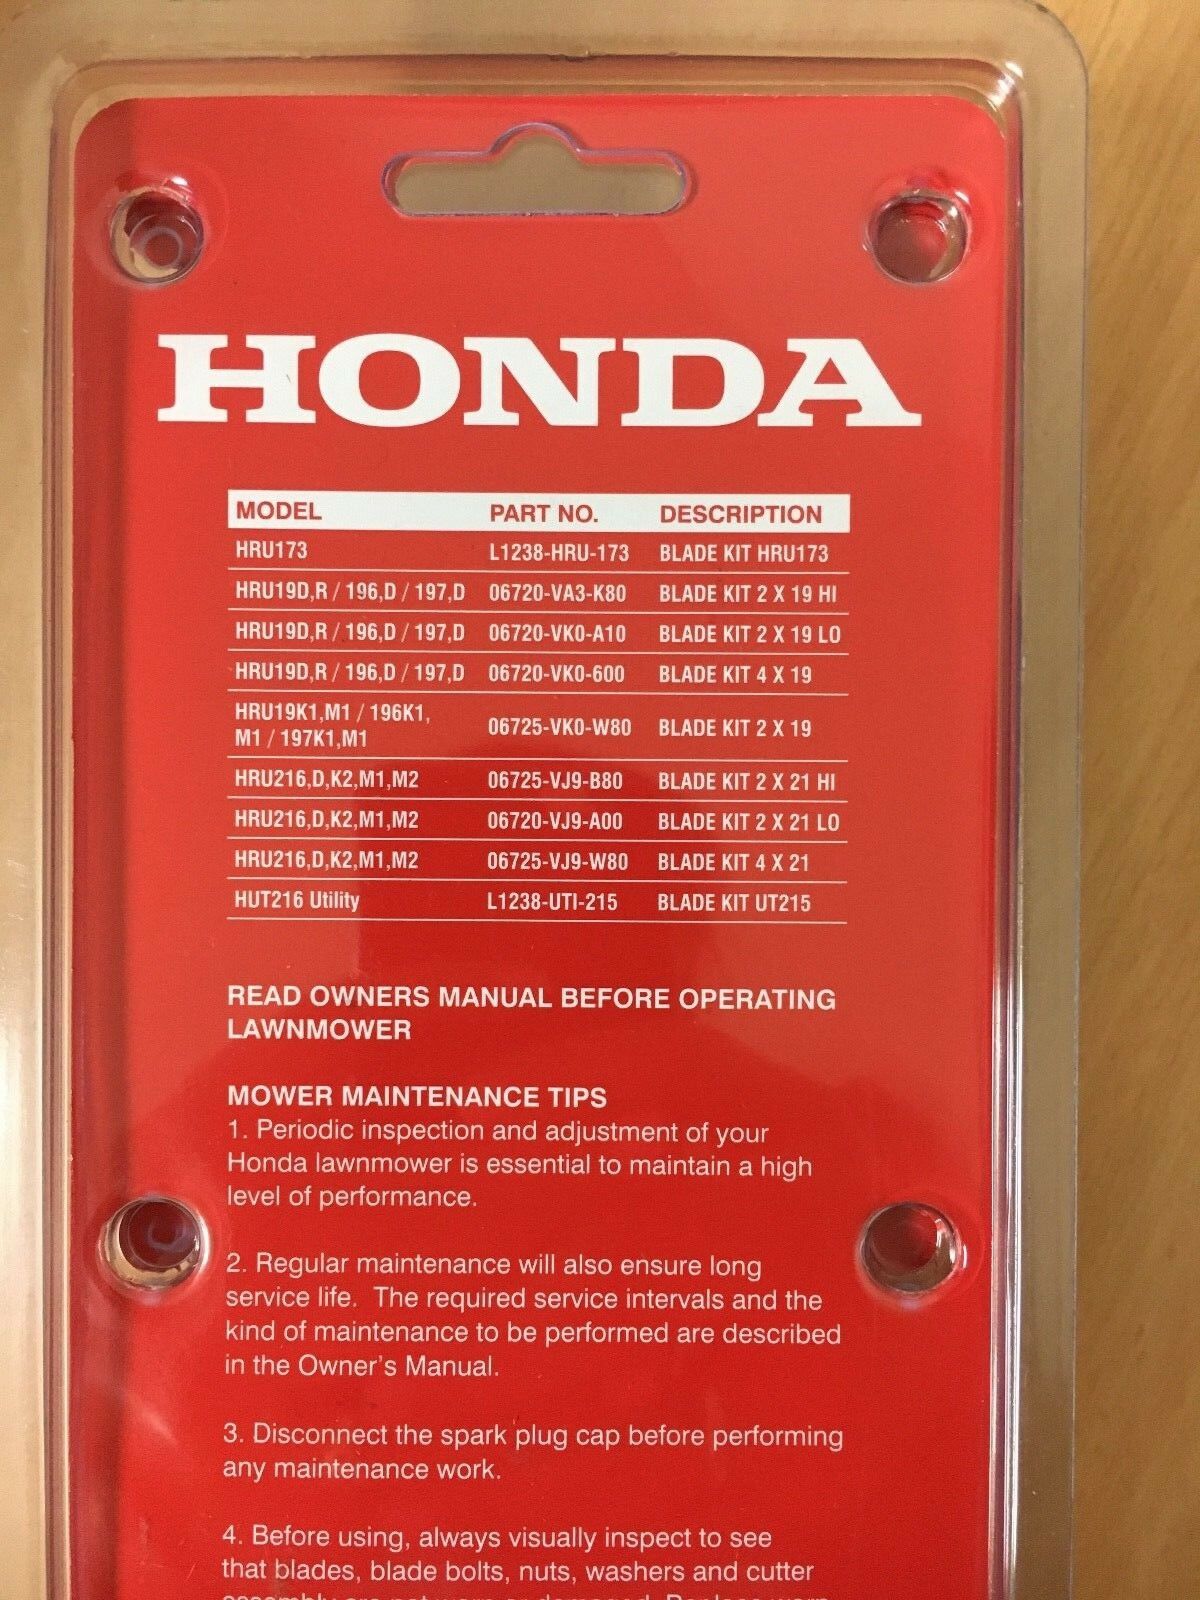 HONDA
MODEL PART NO. DESCRIPTION
HRU173 L1238-HRU-173 BLADE KIT HRU173
HRU19D,R / 196,D / 197,D 06720-VA3-K80 BLADE KIT 2 X 19 HI
HRU19D,R / 196,D / 197,D 06720-VK0-A10 BLADE KIT 2 X 19 LO
HRU19D,R / 196,D / 197,D 06720-VK0-600 BLADE KIT 4 X 19
HRU19K1,M1 / 196K1,
M1 / 197K1,M1 06725-VK0-W80 BLADE KIT 2 X 19
HRU216,D,K2,M1,M2 06725-VJ9-B80 BLADE KIT 2 X 21 HI
HRU216,D,K2,M1,M2 06720-VJ9-A00 BLADE KIT 2 X 21 LO
HRU216,D,K2,M1,M2 06725-VJ9-W80 BLADE KIT 4 X 21
HUT216 Utility L1238-UTI-215 BLADE KIT UT215
READ OWNERS MANUAL BEFORE OPERATING
LAWNMOWER
MOWER MAINTENANCE TIPS
1. Periodic inspection and adjustment of your
Honda lawnmower is essential to maintain a high
level of performance.
2. Regular maintenance will also ensure long
service life. The required service intervals and the
kind of maintenance to be performed are described
in the Owner's Manual.
3. Disconnect the spark plug cap before performing
any maintenance work.
4. Before using, always visually inspect to see
that blades, blade bolts, nuts, washers and cutter